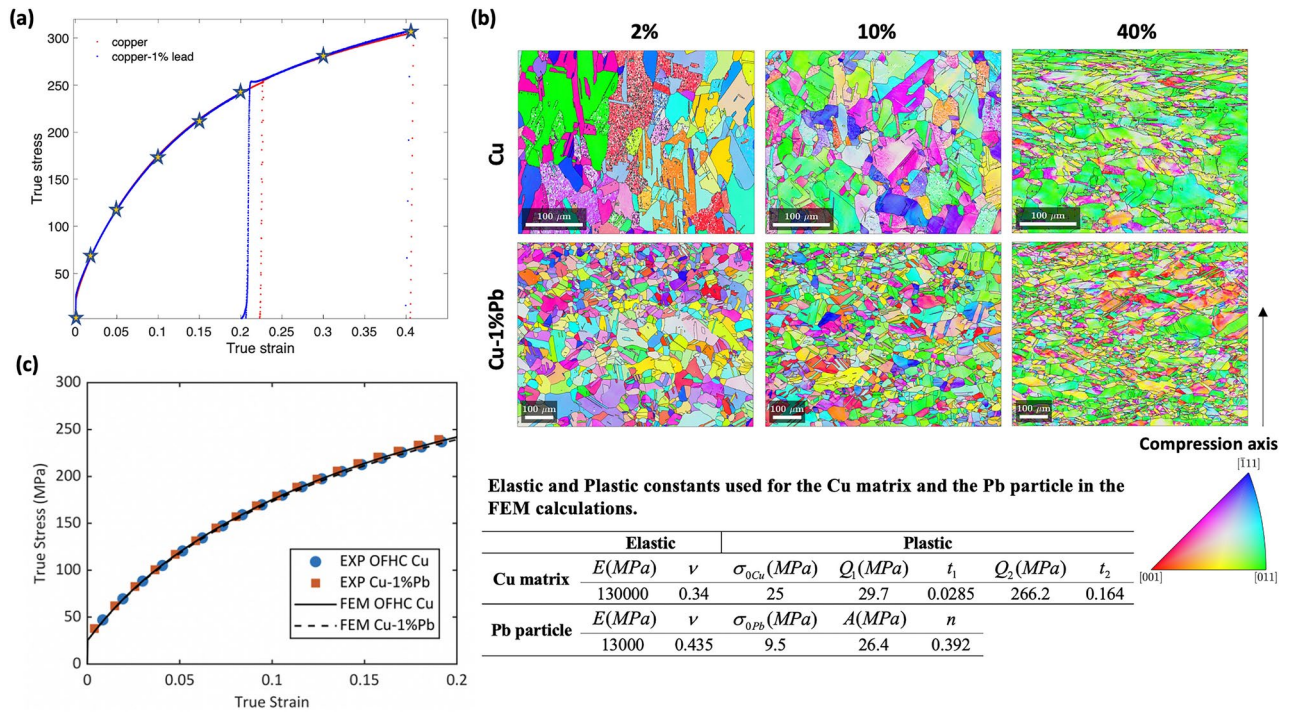 (a)
True stress
300
250
200
150
100
50
copper
copper-1% lead
0 0.05 0.1 0.15 0.2 0.3 0.4
True strain
(b)
2% 10% 40%
Cu
100 μm 100 μm 100 μm
Cu-1%Pb
100 μm 100 μm 100 μm
Compression axis
[1̅11]
[001] [011]
(c)
True Stress (MPa)
300
250
200
150
100
50
0
EXP OFHC Cu
EXP Cu-1%Pb
FEM OFHC Cu
FEM Cu-1%Pb
0 0.05 0.1 0.15 0.2
True Strain
Elastic and Plastic constants used for the Cu matrix and the Pb particle in the
FEM calculations.
Elastic Plastic
Cu matrix E(MPa) ν σ0Cu(MPa) Q1(MPa) t1 Q2(MPa) t2
130000 0.34 25 29.7 0.0285 266.2 0.164
Pb particle E(MPa) ν σ0Pb(MPa) A(MPa) n
13000 0.435 9.5 26.4 0.392